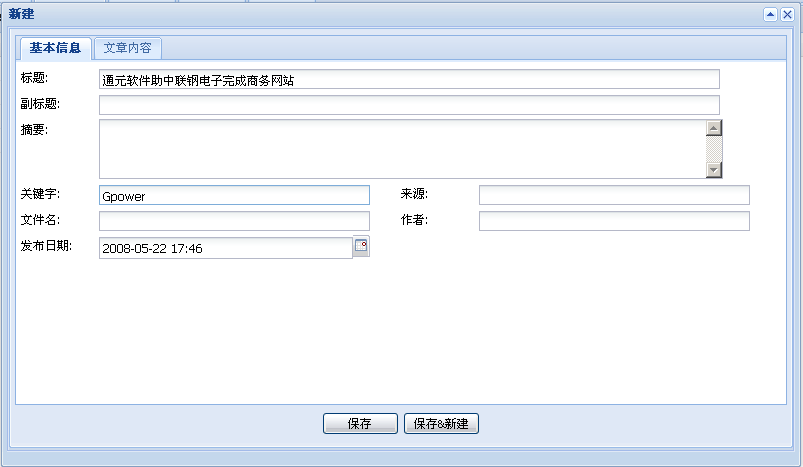 新建
基本信息 文章内容
标题: 通元软件助中联钢电子完成商务网站
副标题:
摘要:
关键字: Gpower 来源:
文件名: 作者:
发布日期: 2008-05-22 17:46
保存 保存&新建